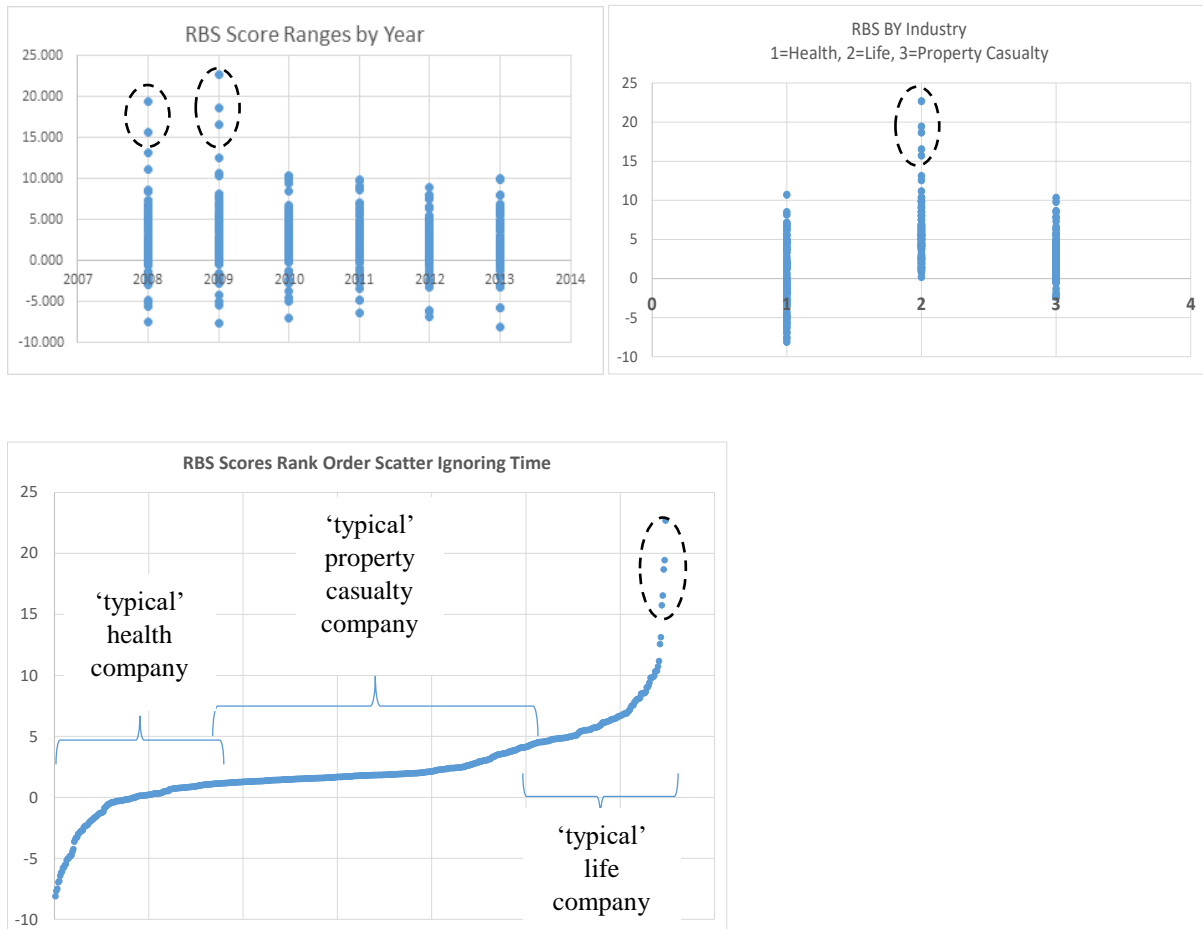 RBS Score Ranges by Year
25.000
20.000
15.000
10.000
5.000
0.000
2007 2008 2009 2010 2011 2012 2013 2014
-5.000
-10.000
RBS BY Industry
1=Health, 2=Life, 3=Property Casualty
25
20
15
10
5
0
0 1 2 3 4
-5
-10
RBS Scores Rank Order Scatter Ignoring Time
25
20
15
10
5
0
-5
-10
‘typical’
health
company
‘typical’
property
casualty
company
‘typical’
life
company